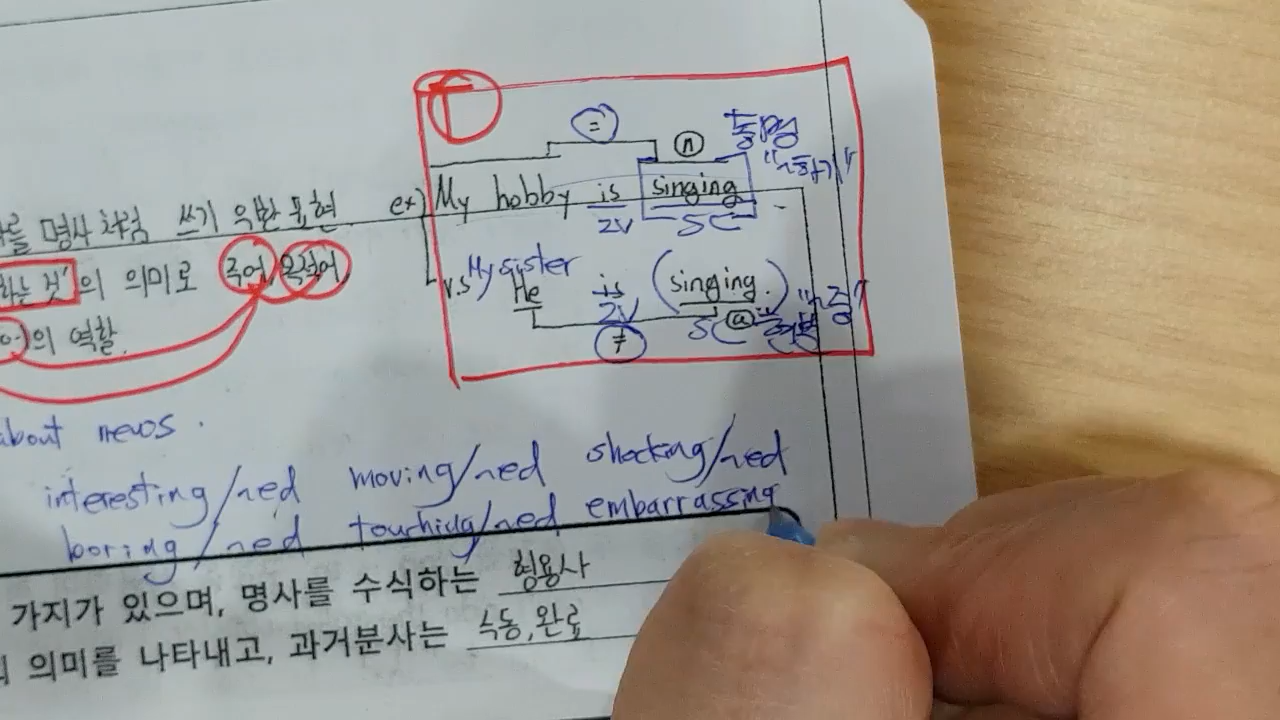 동명
= ⓝ "~하기"
를 명사처럼 쓰기 위한 표현 ex) My hobby is singing
2V SC
하는 것'의 의미로 주어, 목적어,
v.s My sister He is (singing.) "~중"
2V SC ⓐ 현분
≠
의 역할.
about news.
interesting/~ed moving/~ed shocking/~ed
boring/~ed touching/~ed embarrassing
가지가 있으며, 명사를 수식하는 형용사
의미를 나타내고, 과거분사는 수동, 완료